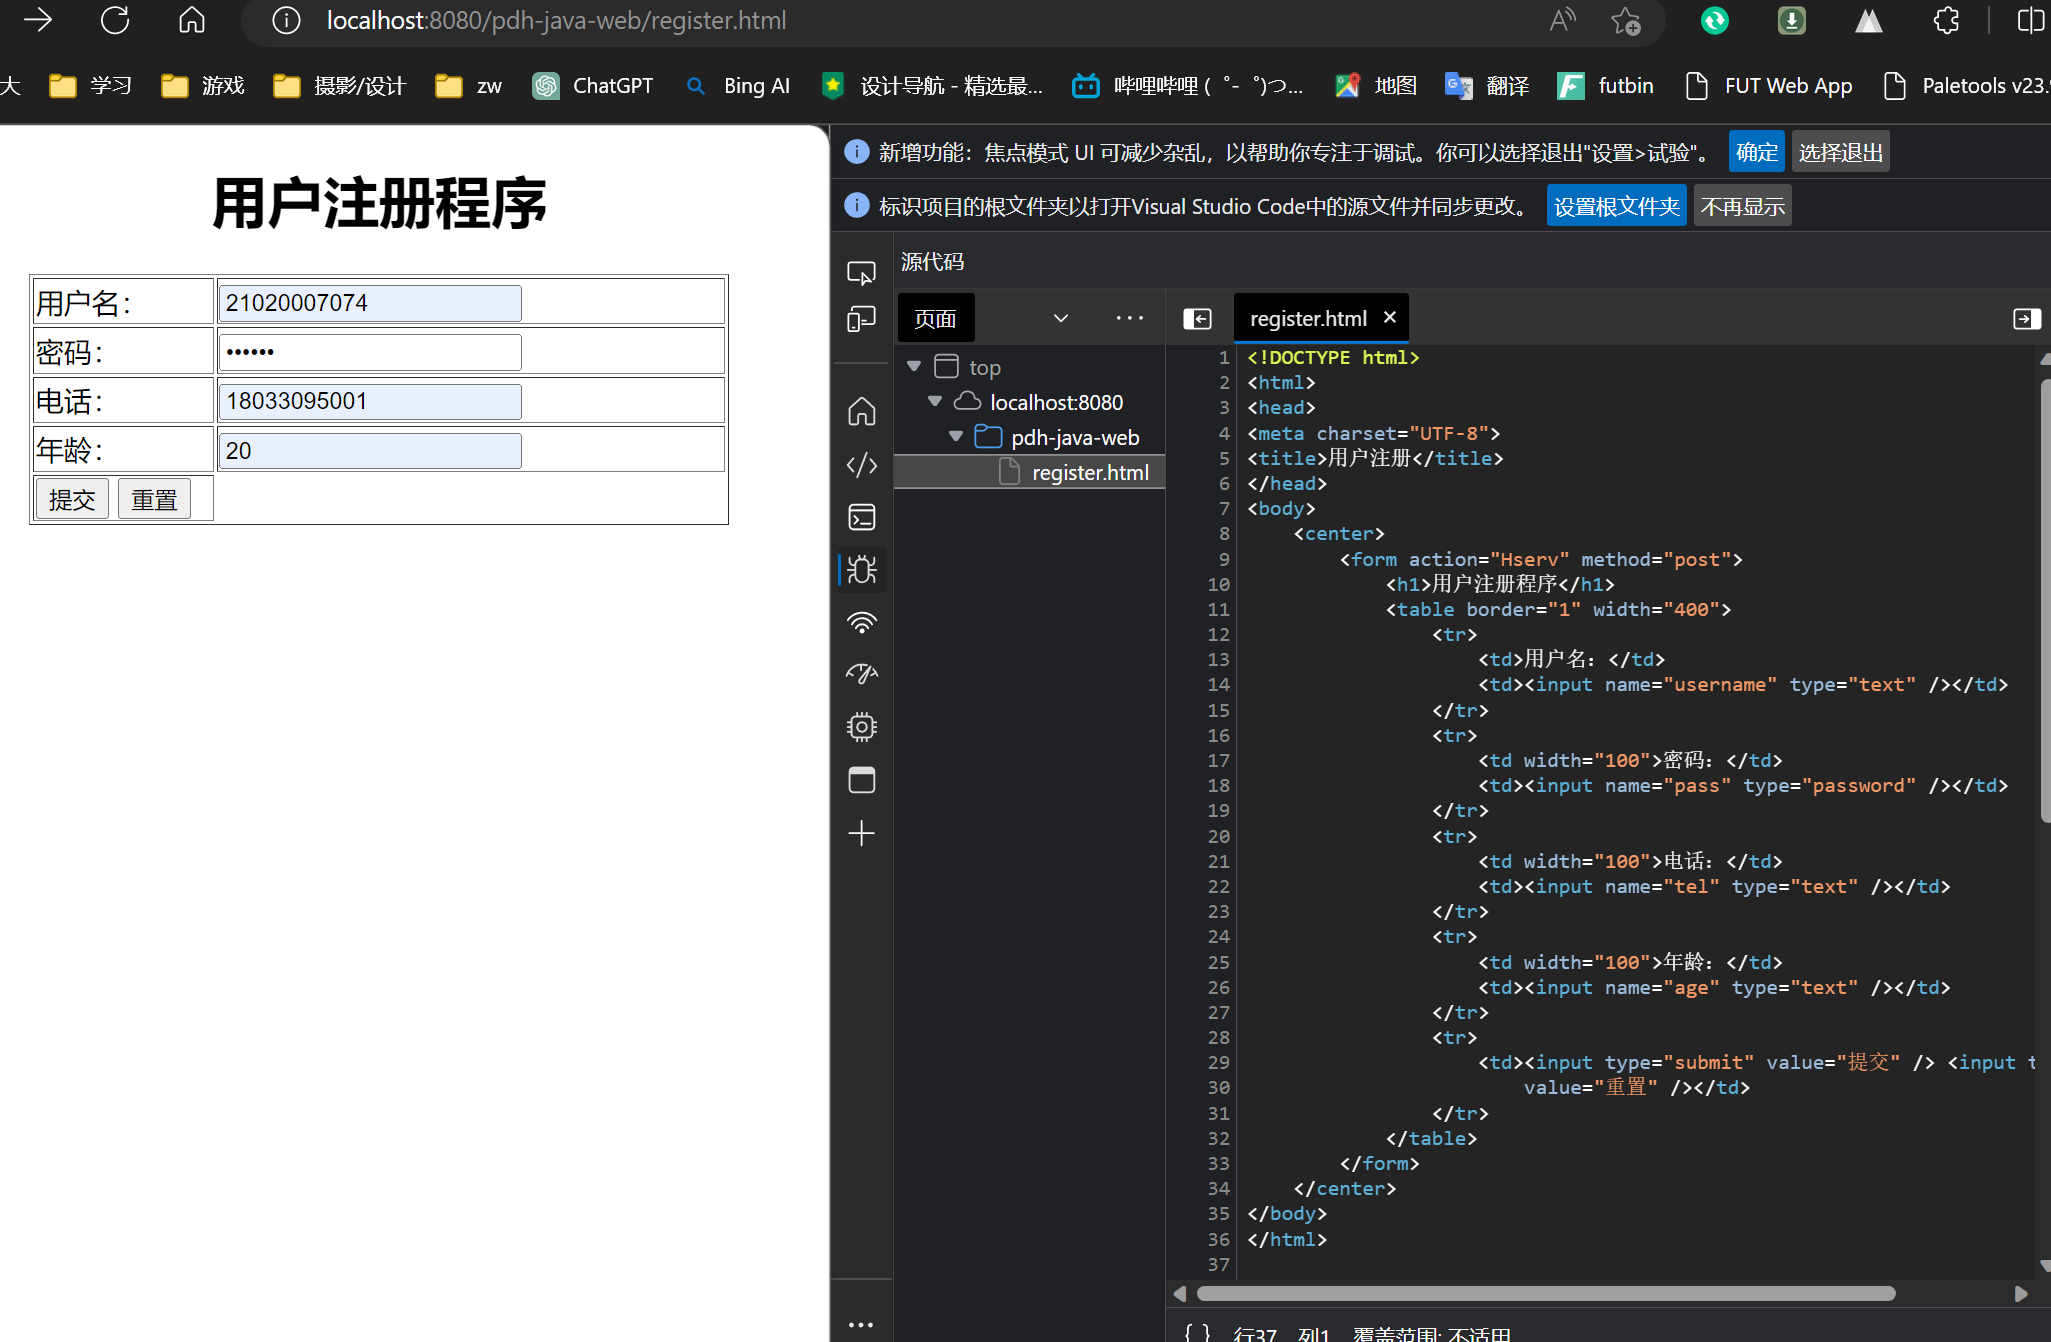 localhost:8080/pdh-java-web/register.html
大 学习 游戏 摄影/设计 zw ChatGPT Bing AI 设计导航 - 精选最... 哔哩哔哩 ( ゜- ゜)つ... 地图 翻译 futbin FUT Web App Paletools v23.
用户注册程序
用户名： 21020007074
密码： ••••••
电话： 18033095001
年龄： 20
提交 重置
新增功能：焦点模式 UI 可减少杂乱，以帮助你专注于调试。你可以选择退出"设置>试验"。 确定 选择退出
标识项目的根文件夹以打开Visual Studio Code中的源文件并同步更改。 设置根文件夹 不再显示
源代码
页面 ··· register.html ×
top
localhost:8080
pdh-java-web
register.html
1 <!DOCTYPE html>
2 <html>
3 <head>
4 <meta charset="UTF-8">
5 <title>用户注册</title>
6 </head>
7 <body>
8 <center>
9 <form action="Hserv" method="post">
10 <h1>用户注册程序</h1>
11 <table border="1" width="400">
12 <tr>
13 <td>用户名：</td>
14 <td><input name="username" type="text" /></td>
15 </tr>
16 <tr>
17 <td width="100">密码：</td>
18 <td><input name="pass" type="password" /></td>
19 </tr>
20 <tr>
21 <td width="100">电话：</td>
22 <td><input name="tel" type="text" /></td>
23 </tr>
24 <tr>
25 <td width="100">年龄：</td>
26 <td><input name="age" type="text" /></td>
27 </tr>
28 <tr>
29 <td><input type="submit" value="提交" /> <input t
30 value="重置" /></td>
31 </tr>
32 </table>
33 </form>
34 </center>
35 </body>
36 </html>
37
{ } 行37，列1 覆盖范围: 不适用